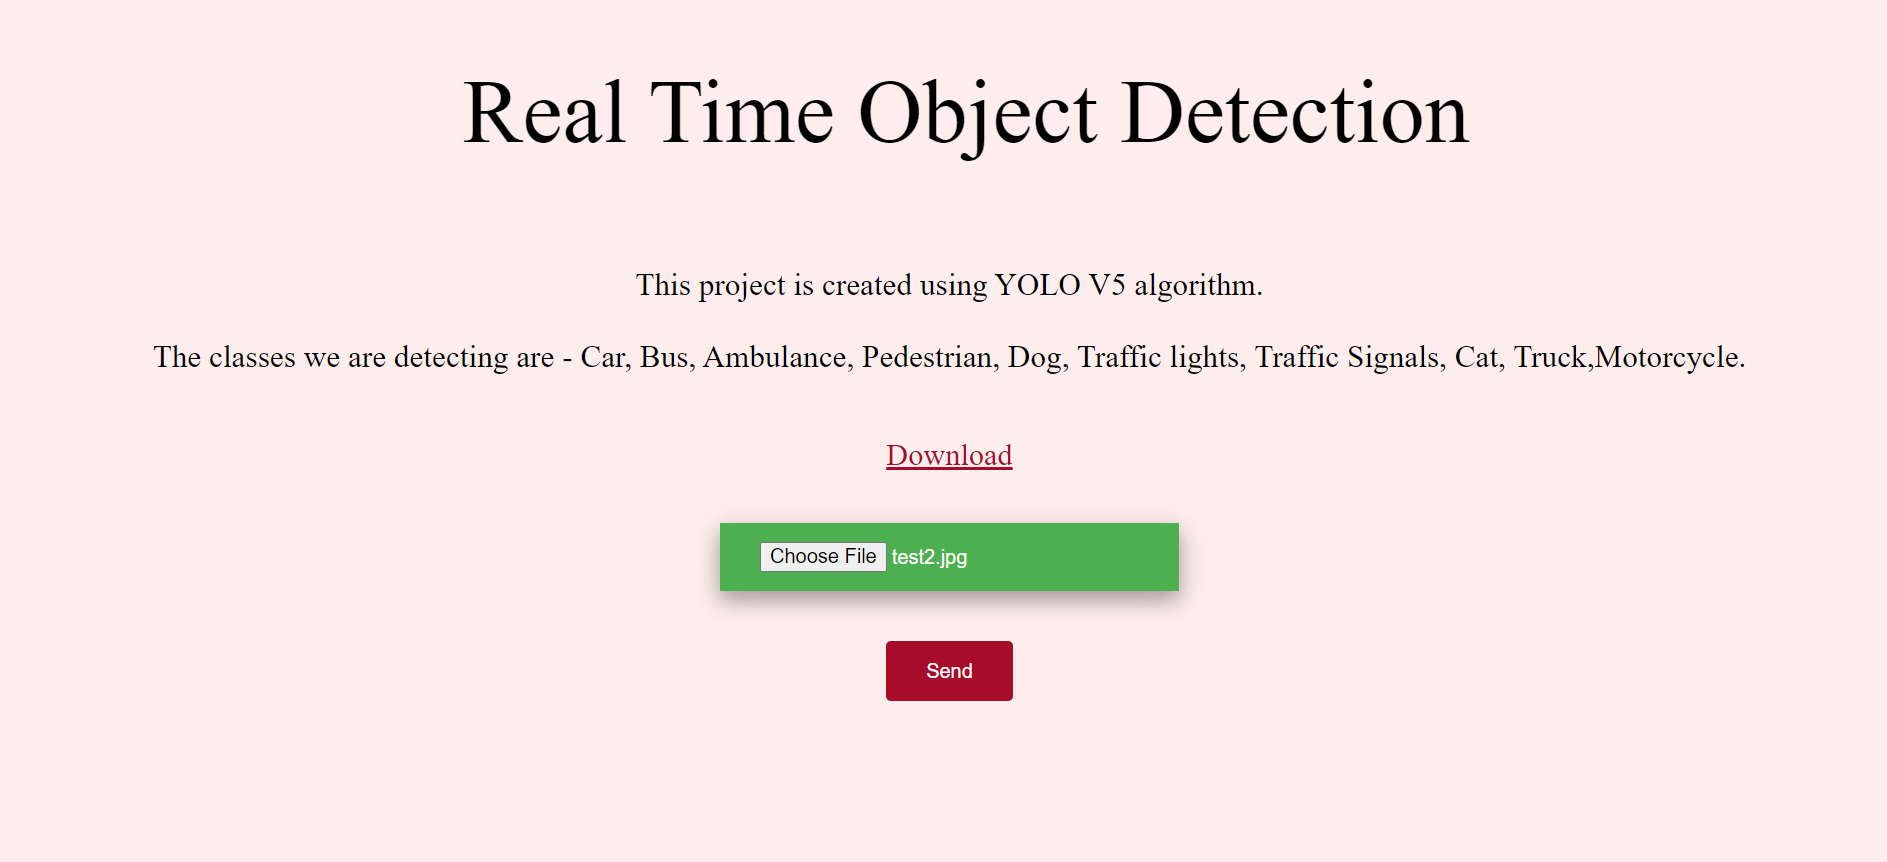 Real Time Object Detection
This project is created using YOLO V5 algorithm.
The classes we are detecting are - Car, Bus, Ambulance, Pedestrian, Dog, Traffic lights, Traffic Signals, Cat, Truck,Motorcycle.
Download
Choose File test2.jpg
Send